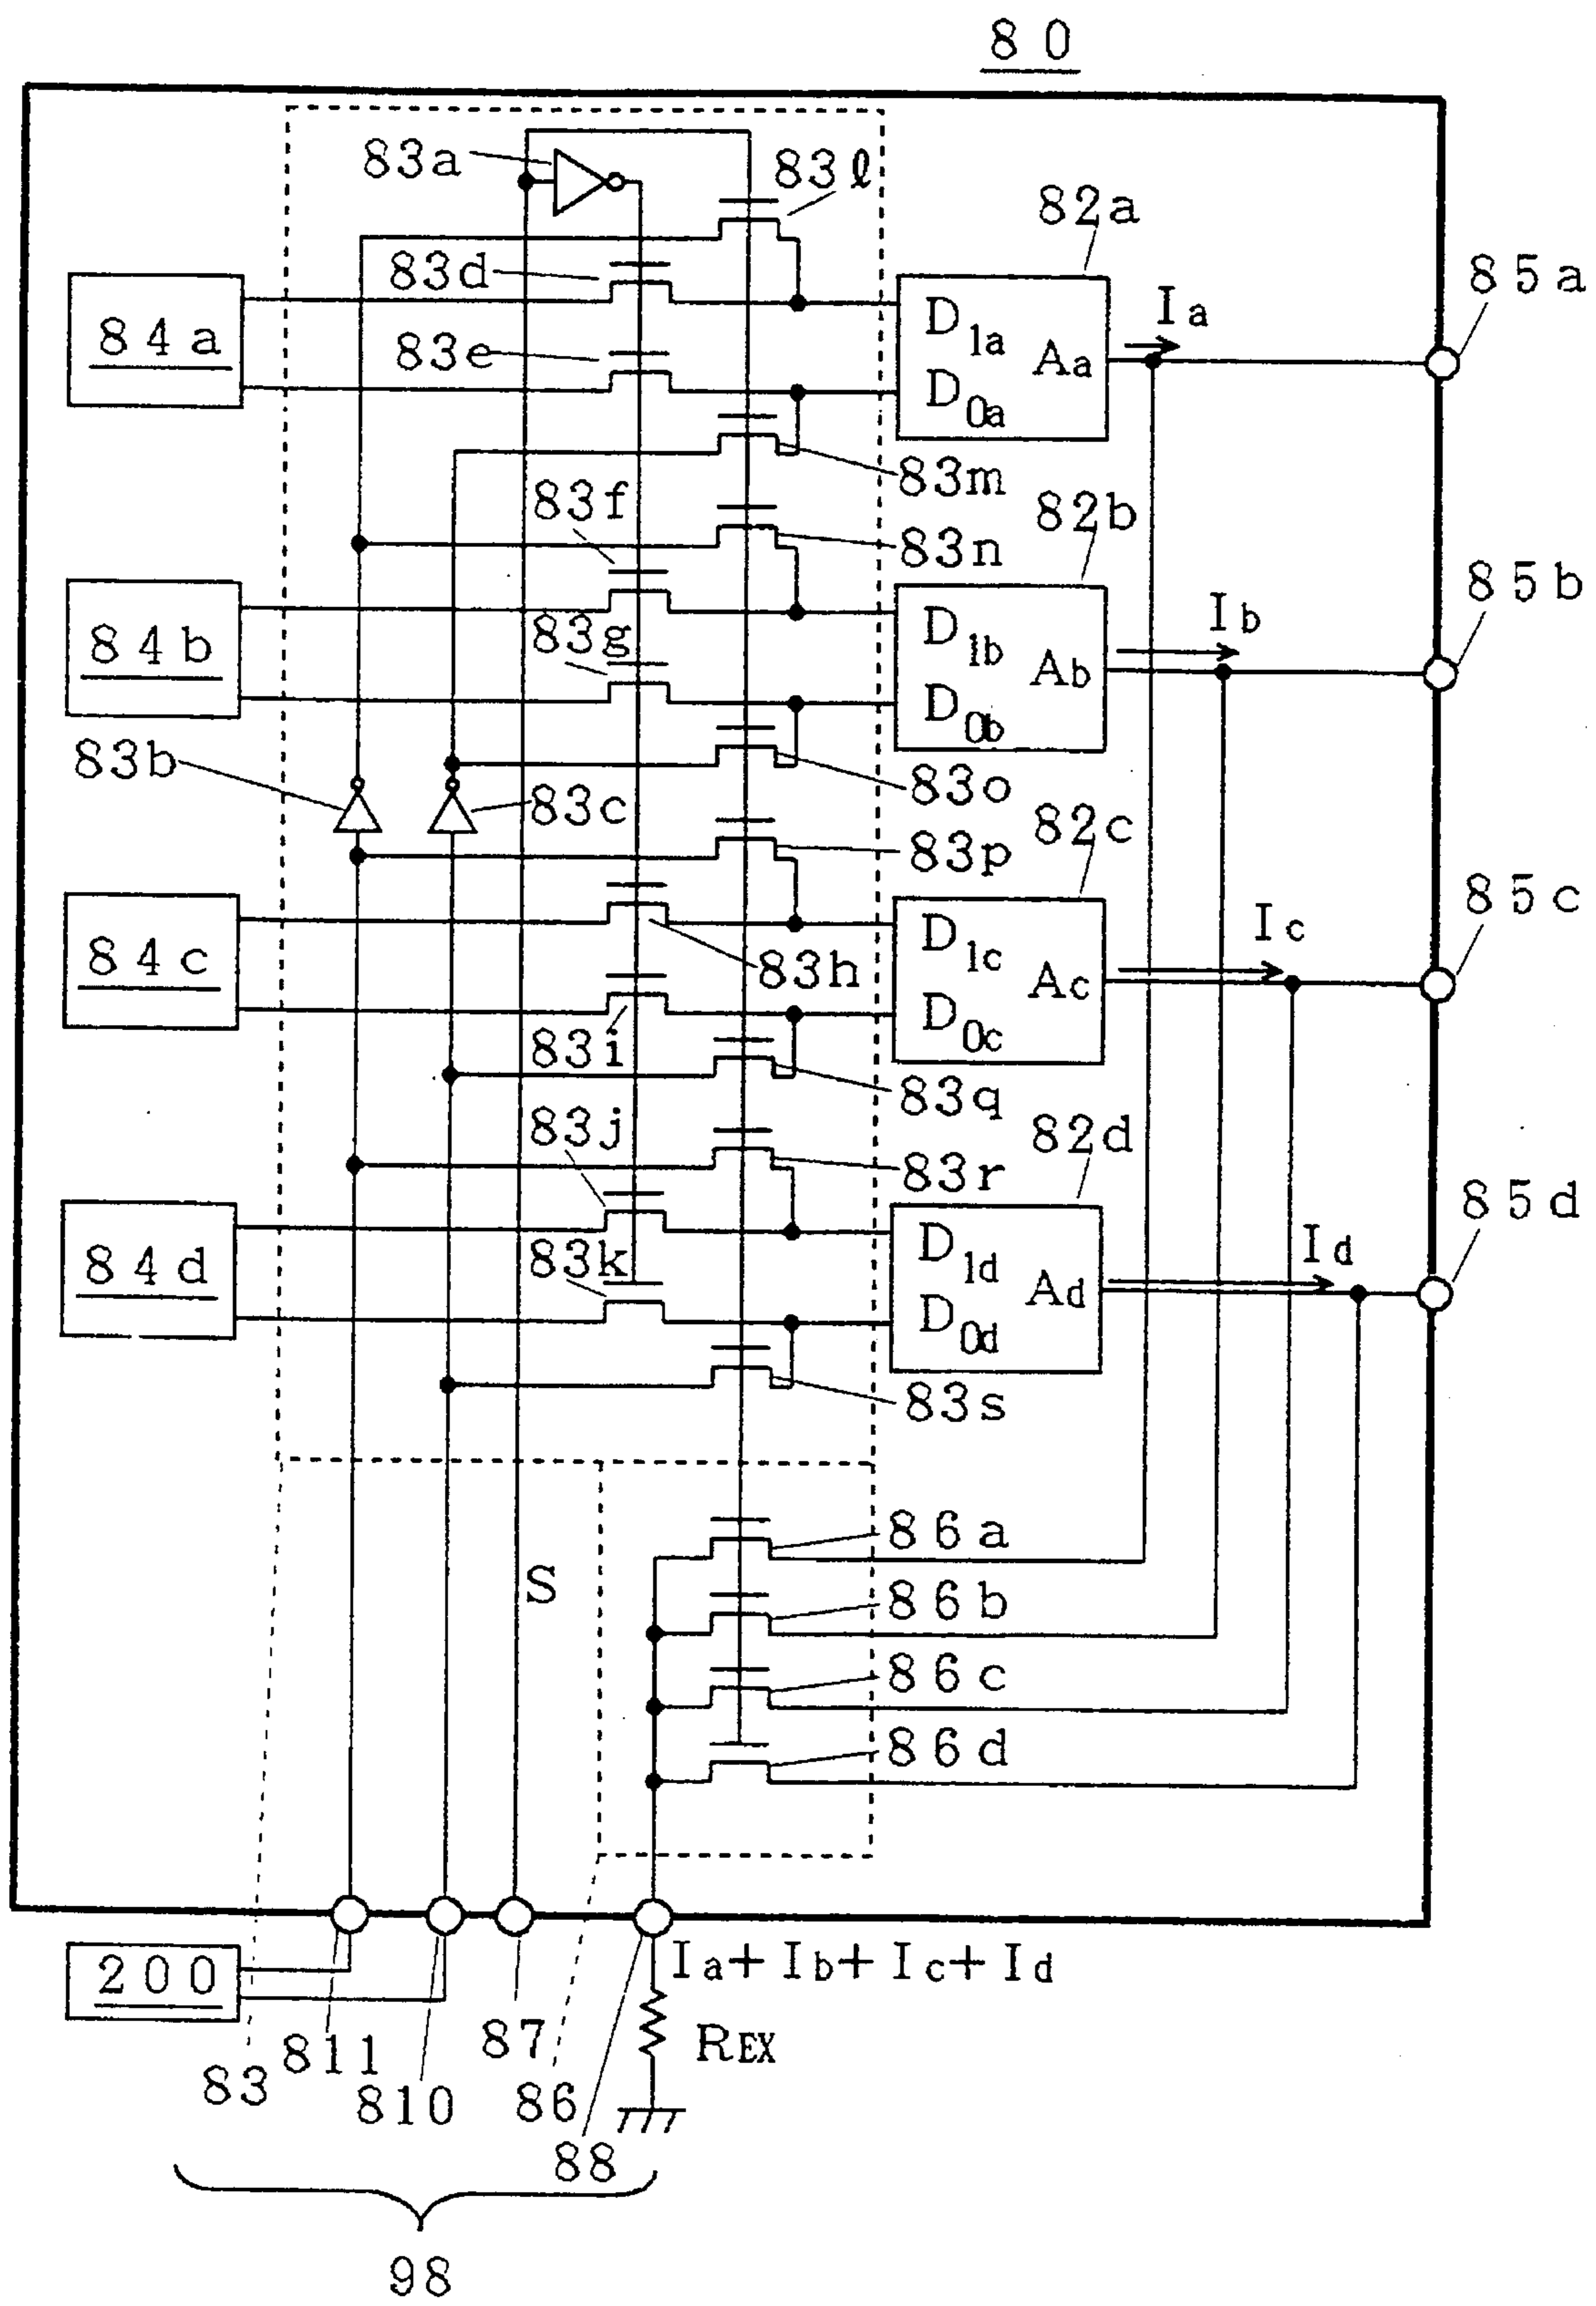 80
83a
83ℓ
82a
83d
85a
84a
83e
D1a
Aa
D0a
Ia
83m
83f
82b
83n
85b
84b
83g
D1b
Ab
D0b
Ib
83b
83o
83c
82c
83p
85c
84c
83h
D1c
Ac
D0c
Ic
83i
83q
83j
82d
83r
85d
84d
83k
D1d
Ad
D0d
Id
83s
86a
S
86b
86c
86d
200
Ia+Ib+Ic+Id
83
811
810
87
86
88
REX
98